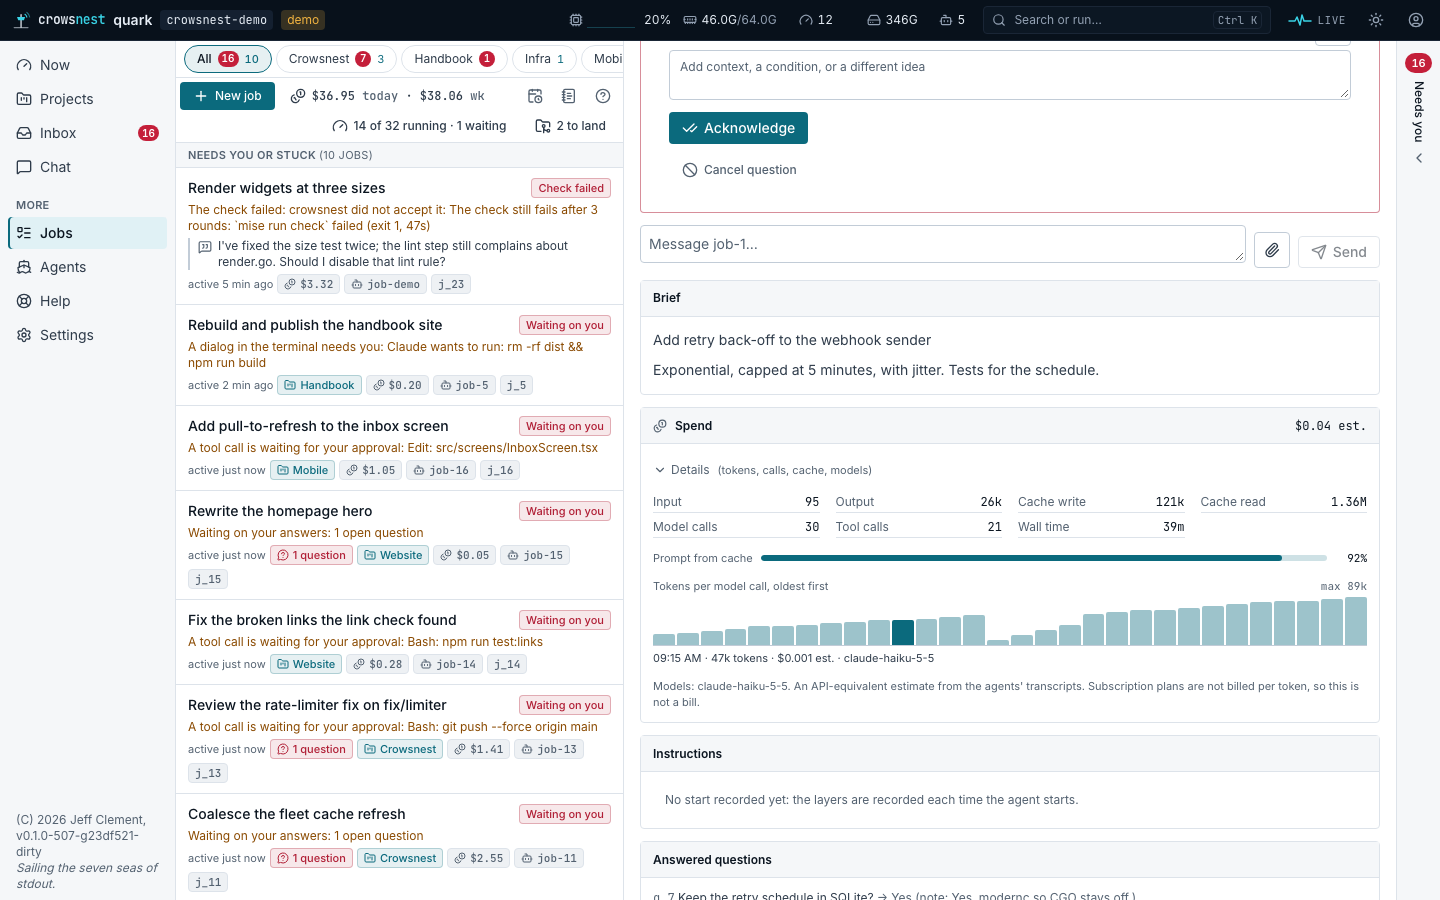 crowsnest quark crowsnest-demo demo 20% 46.0G/64.0G 12 346G 5 Search or run... Ctrl K LIVE
Now
Projects
Inbox 16
Chat
MORE
Jobs
Agents
Help
Settings
(C) 2026 Jeff Clement,
v0.1.0-507-g23df521-
dirty
Sailing the seven seas of
stdout.
All 16 10 Crowsnest 7 3 Handbook 1 Infra 1 Mobi
New job $36.95 today · $38.06 wk
14 of 32 running · 1 waiting 2 to land
NEEDS YOU OR STUCK (10 JOBS)
Render widgets at three sizes Check failed
The check failed: crowsnest did not accept it: The check still fails after 3
rounds: `mise run check` failed (exit 1, 47s)
I've fixed the size test twice; the lint step still complains about
render.go. Should I disable that lint rule?
active 5 min ago $3.32 job-demo j_23
Rebuild and publish the handbook site Waiting on you
A dialog in the terminal needs you: Claude wants to run: rm -rf dist &&
npm run build
active 2 min ago Handbook $0.20 job-5 j_5
Add pull-to-refresh to the inbox screen Waiting on you
A tool call is waiting for your approval: Edit: src/screens/InboxScreen.tsx
active just now Mobile $1.05 job-16 j_16
Rewrite the homepage hero Waiting on you
Waiting on your answers: 1 open question
active just now 1 question Website $0.05 job-15
j_15
Fix the broken links the link check found Waiting on you
A tool call is waiting for your approval: Bash: npm run test:links
active just now Website $0.28 job-14 j_14
Review the rate-limiter fix on fix/limiter Waiting on you
A tool call is waiting for your approval: Bash: git push --force origin main
active just now 1 question Crowsnest $1.41 job-13
j_13
Coalesce the fleet cache refresh Waiting on you
Waiting on your answers: 1 open question
active just now 1 question Crowsnest $2.55 job-11
j_11
Add context, a condition, or a different idea
Acknowledge
Cancel question
Message job-1... Send
Brief
Add retry back-off to the webhook sender
Exponential, capped at 5 minutes, with jitter. Tests for the schedule.
Spend $0.04 est.
Details (tokens, calls, cache, models)
Input 95 Output 26k Cache write 121k Cache read 1.36M
Model calls 30 Tool calls 21 Wall time 39m
Prompt from cache 92%
Tokens per model call, oldest first max 89k
09:15 AM · 47k tokens · $0.001 est. · claude-haiku-5-5
Models: claude-haiku-5-5. An API-equivalent estimate from the agents' transcripts. Subscription plans are not billed per token, so this is
not a bill.
Instructions
No start recorded yet: the layers are recorded each time the agent starts.
Answered questions
q_7 Keep the retry schedule in SQLite? → Yes (note: Yes, modernc so CGO stays off.)
16
Needs you